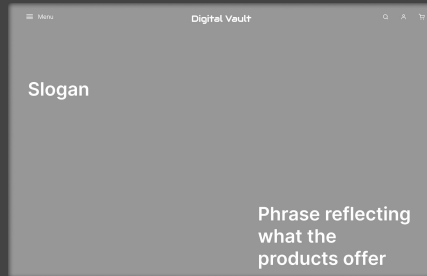 Menu
Digital Vault
Slogan
Phrase reflecting
what the
products offer